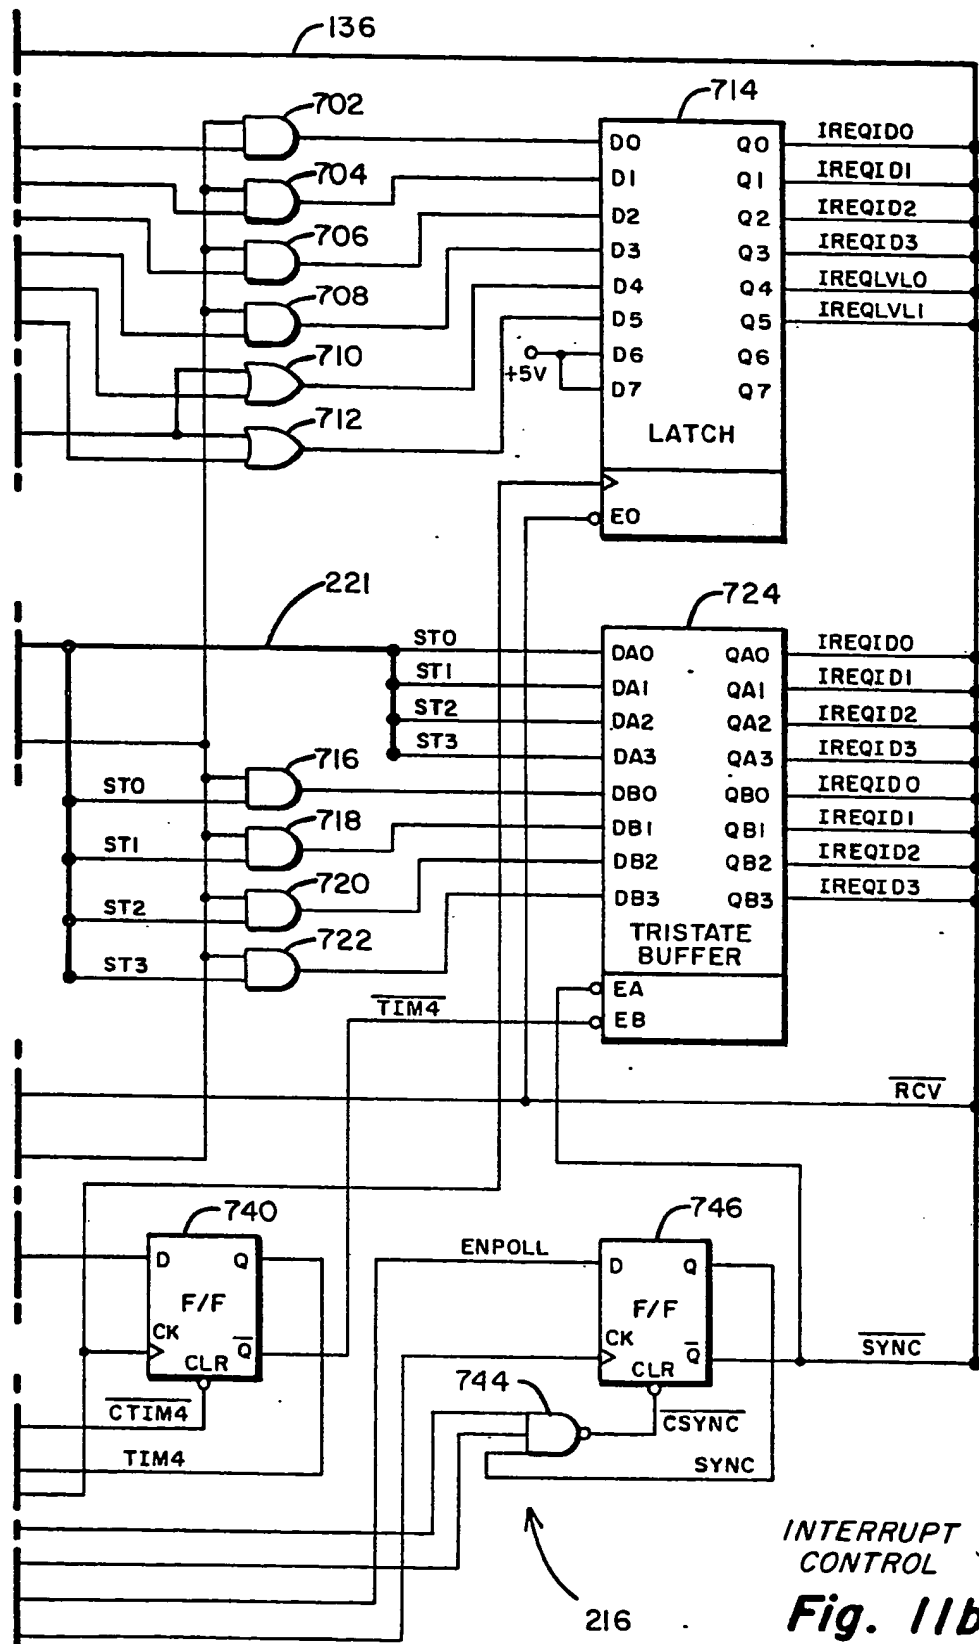 136
702
714
D0 Q0 IREQID0
704
D1 Q1 IREQID1
D2 Q2 IREQID2
706
D3 Q3 IREQID3
708
D4 Q4 IREQLVL0
D5 Q5 IREQLVL1
710
D6 Q6
+5V
D7 Q7
712
LATCH
EO
221
724
ST0 DA0 QA0 IREQID0
ST1 DA1 QA1 IREQID1
ST2 DA2 QA2 IREQID2
ST3 DA3 QA3 IREQID3
716
ST0 DB0 QB0 IREQID0
718
ST1 DB1 QB1 IREQID1
DB2 QB2 IREQID2
720
ST2 DB3 QB3 IREQID3
722
TRISTATE
BUFFER
ST3
EA
TIM4 EB
RCV
740
746
ENPOLL
D Q
D Q
F/F
F/F
CK
CK
CLR Q
CLR Q
SYNC
744
CTIM4
CSYNC
TIM4
SYNC
216
INTERRUPT
CONTROL
Fig. 11b